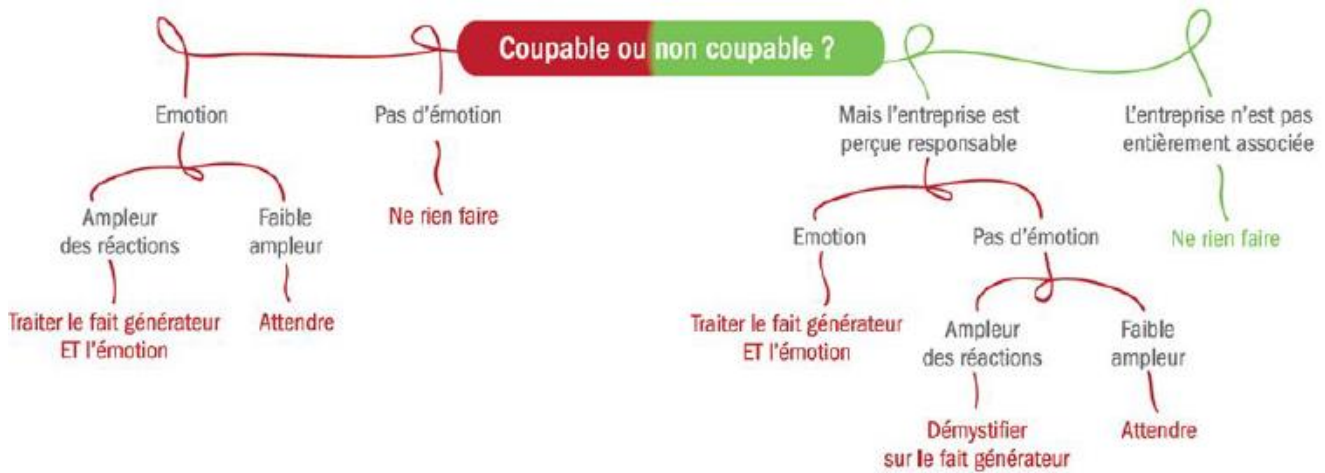 Coupable ou non coupable ?
Emotion
Pas d'émotion
Mais l'entreprise est
perçue responsable
L'entreprise n'est pas
entièrement associée
Ampleur
des réactions
Faible
ampleur
Ne rien faire
Emotion
Pas d'émotion
Ne rien faire
Traiter le fait générateur
ET l'émotion
Attendre
Traiter le fait générateur
ET l'émotion
Ampleur
des réactions
Faible
ampleur
Démystifier
sur le fait générateur
Attendre